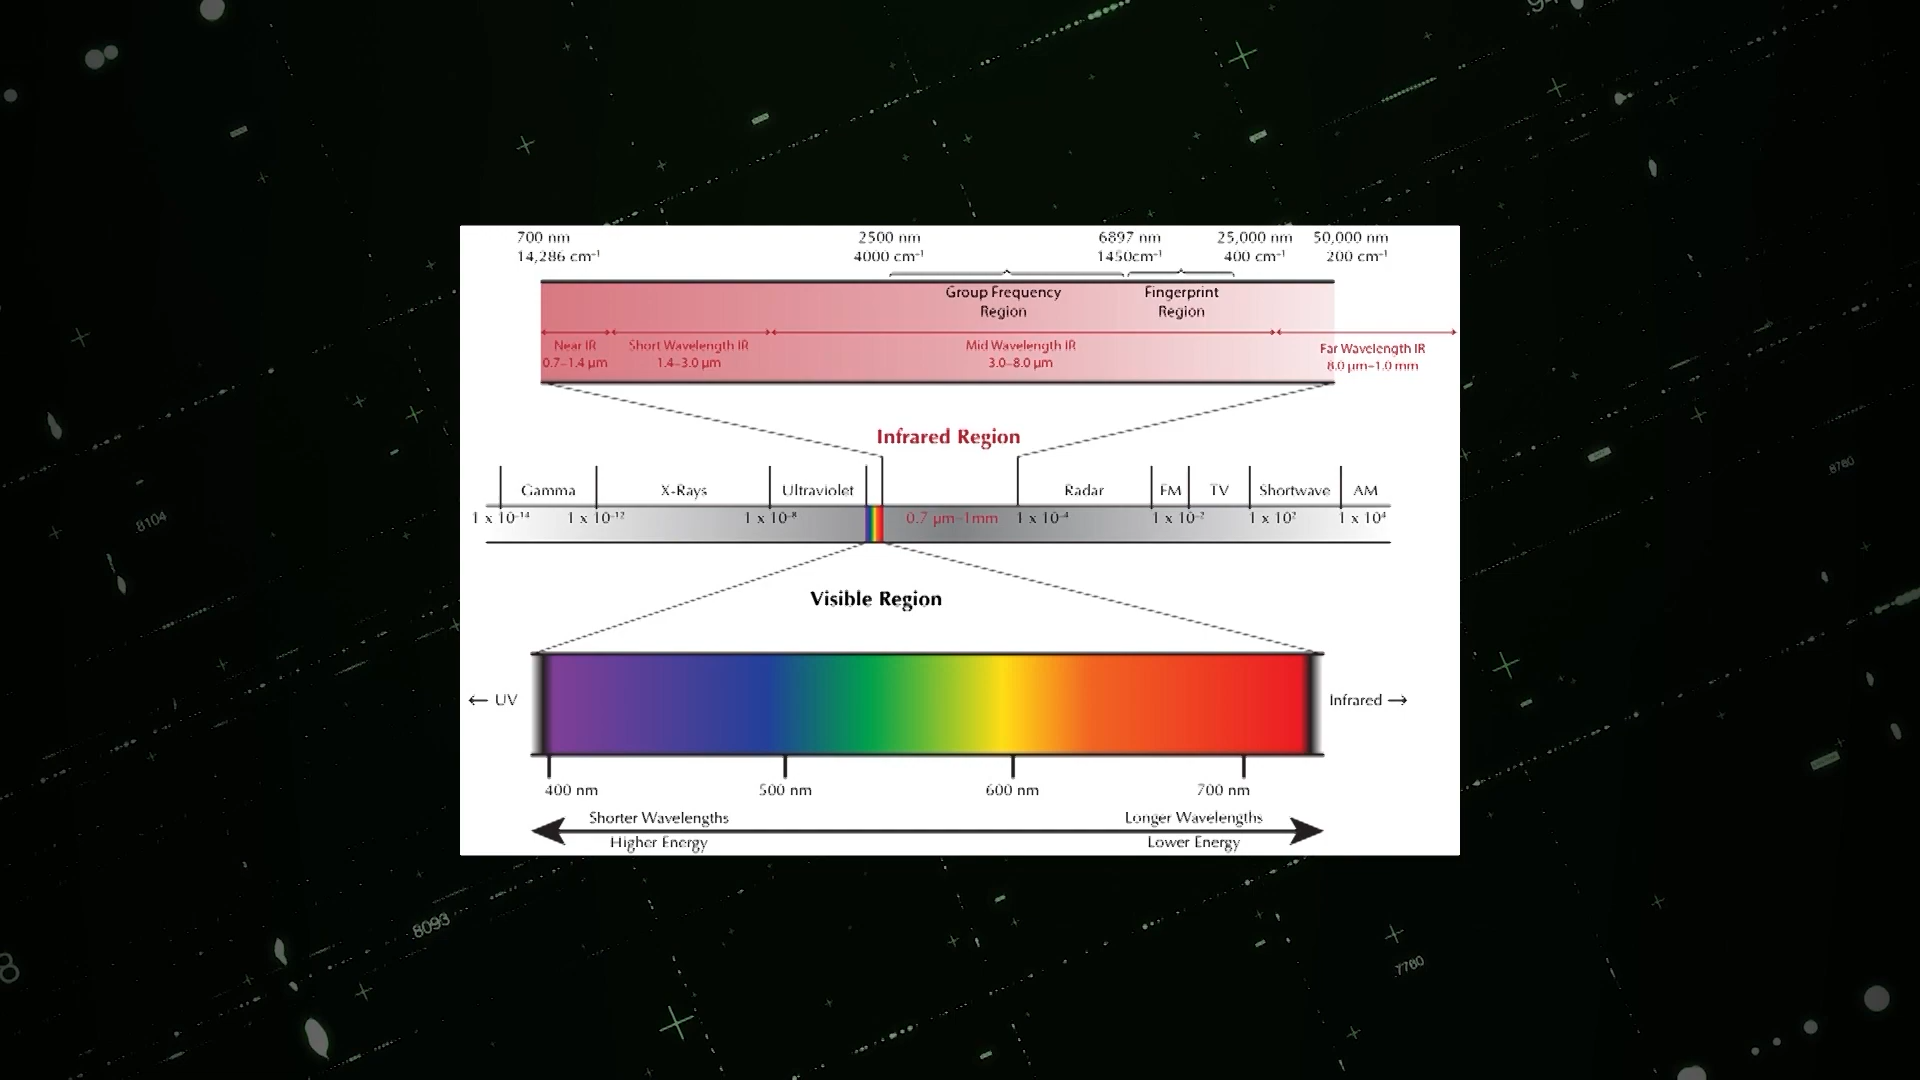 700 nm 2500 nm 6897 nm 25,000 nm 50,000 nm
14,286 cm⁻¹ 4000 cm⁻¹ 1450cm⁻¹ 400 cm⁻¹ 200 cm⁻¹
Group Frequency Region
Fingerprint Region
Near IR
0.7–1.4 µm
Short Wavelength IR
1.4–3.0 µm
Mid Wavelength IR
3.0–8.0 µm
Far Wavelength IR
8.0 µm–1.0 mm
Infrared Region
Gamma X-Rays Ultraviolet Radar FM TV Shortwave AM
1 x 10⁻¹⁴ 1 x 10⁻¹² 1 x 10⁻⁸ 0.7 µm–1mm 1 x 10⁻⁴ 1 x 10⁻² 1 x 10² 1 x 10⁴
Visible Region
← UV Infrared →
400 nm 500 nm 600 nm 700 nm
Shorter Wavelengths Longer Wavelengths
Higher Energy Lower Energy
8104
8760
8093
7760